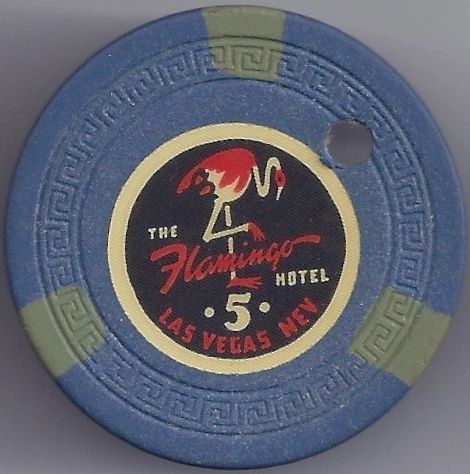 THE
Flamingo
HOTEL
• 5 •
LAS VEGAS NEV